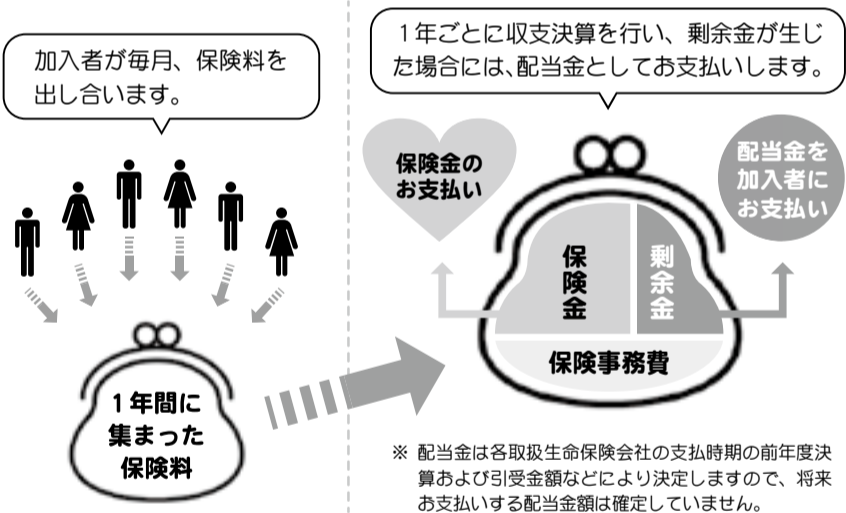 加入者が毎月、保険料を
出し合います。
1年間に
集まった
保険料
1年ごとに収支決算を行い、剰余金が生じ
た場合には、配当金としてお支払いします。
保険金の
お支払い
配当金を
加入者に
お支払い
保険金
剰余金
保険事務費
※ 配当金は各取扱生命保険会社の支払時期の前年度決
算および引受金額などにより決定しますので、将来
お支払いする配当金額は確定していません。